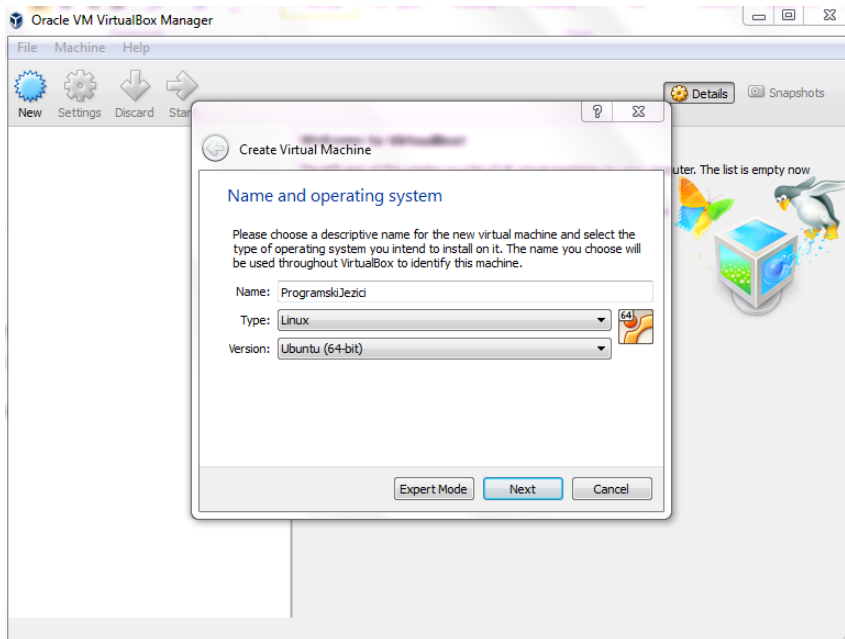 Oracle VM VirtualBox Manager
File Machine Help
New Settings Discard Star
Details Snapshots
Create Virtual Machine
uter. The list is empty now
Name and operating system
Please choose a descriptive name for the new virtual machine and select the
type of operating system you intend to install on it. The name you choose will
be used throughout VirtualBox to identify this machine.
Name: ProgramskiJezici
Type: Linux
64
Version: Ubuntu (64-bit)
Expert Mode Next Cancel